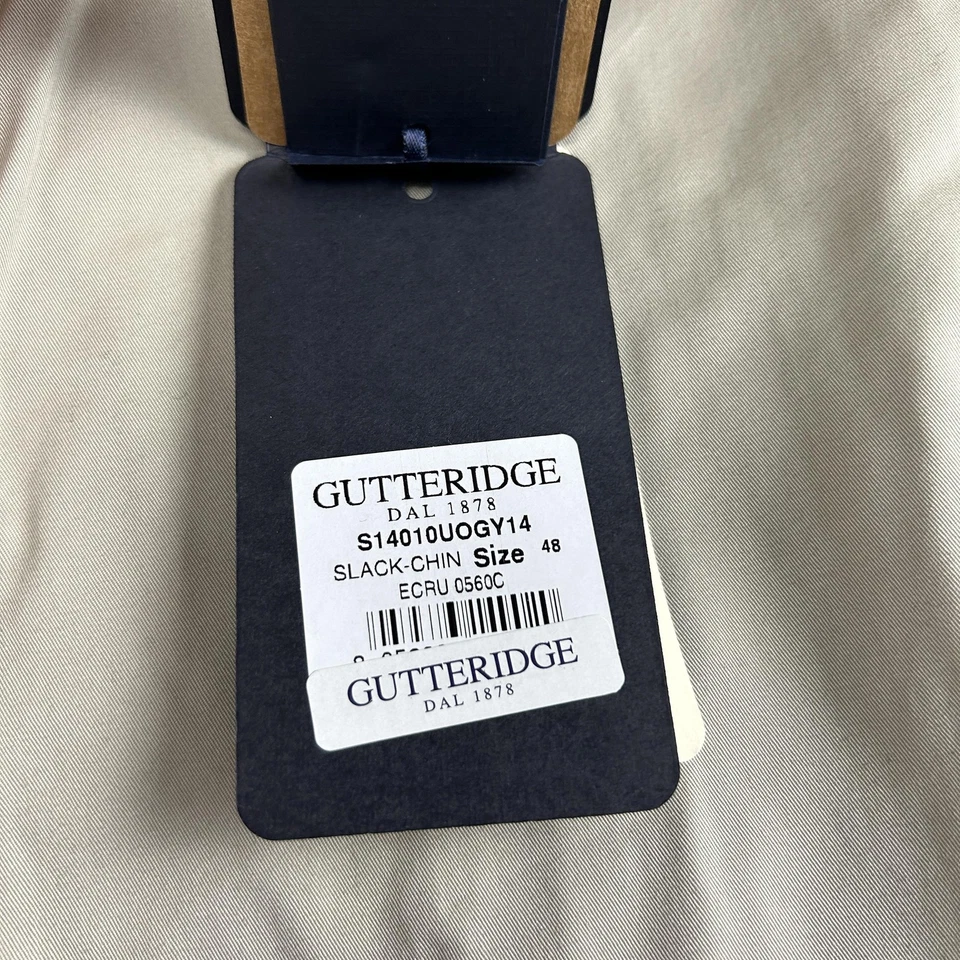 GUTTERIDGE
DAL 1878
S14010UOGY14
SLACK-CHIN Size 48
ECRU 0560C
GUTTERIDGE
DAL 1878